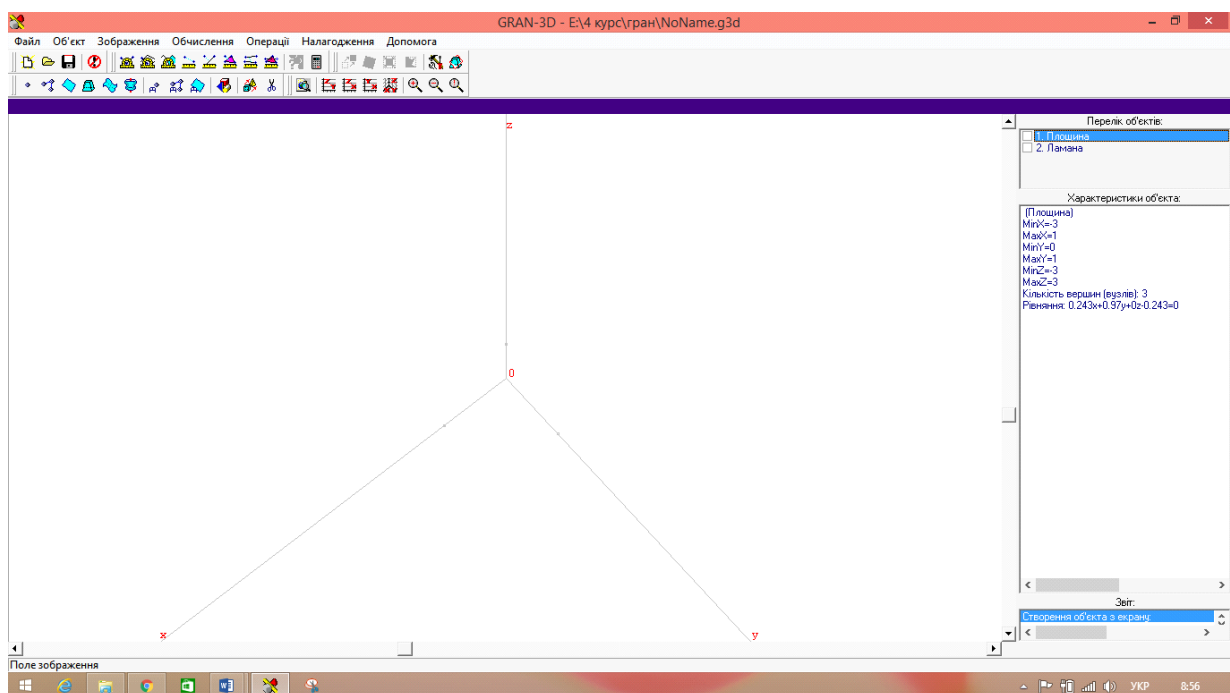 GRAN-3D - E:\4 курс\гран\NoName.g3d
Файл Об'єкт Зображення Обчислення Операції Налагодження Допомога
Перелік об'єктів:
1. Площина
2. Ламана
Характеристики об'єкта:
(Площина)
MinX=-3
MaxX=1
MinY=0
MaxY=1
MinZ=-3
MaxZ=3
Кількість вершин (вузлів): 3
Рівняння: 0.243x+0.97y+0z-0.243=0
z
0
x
y
Звіт:
Створення об'єкта з екрану:
Поле зображення
УКР 8:56